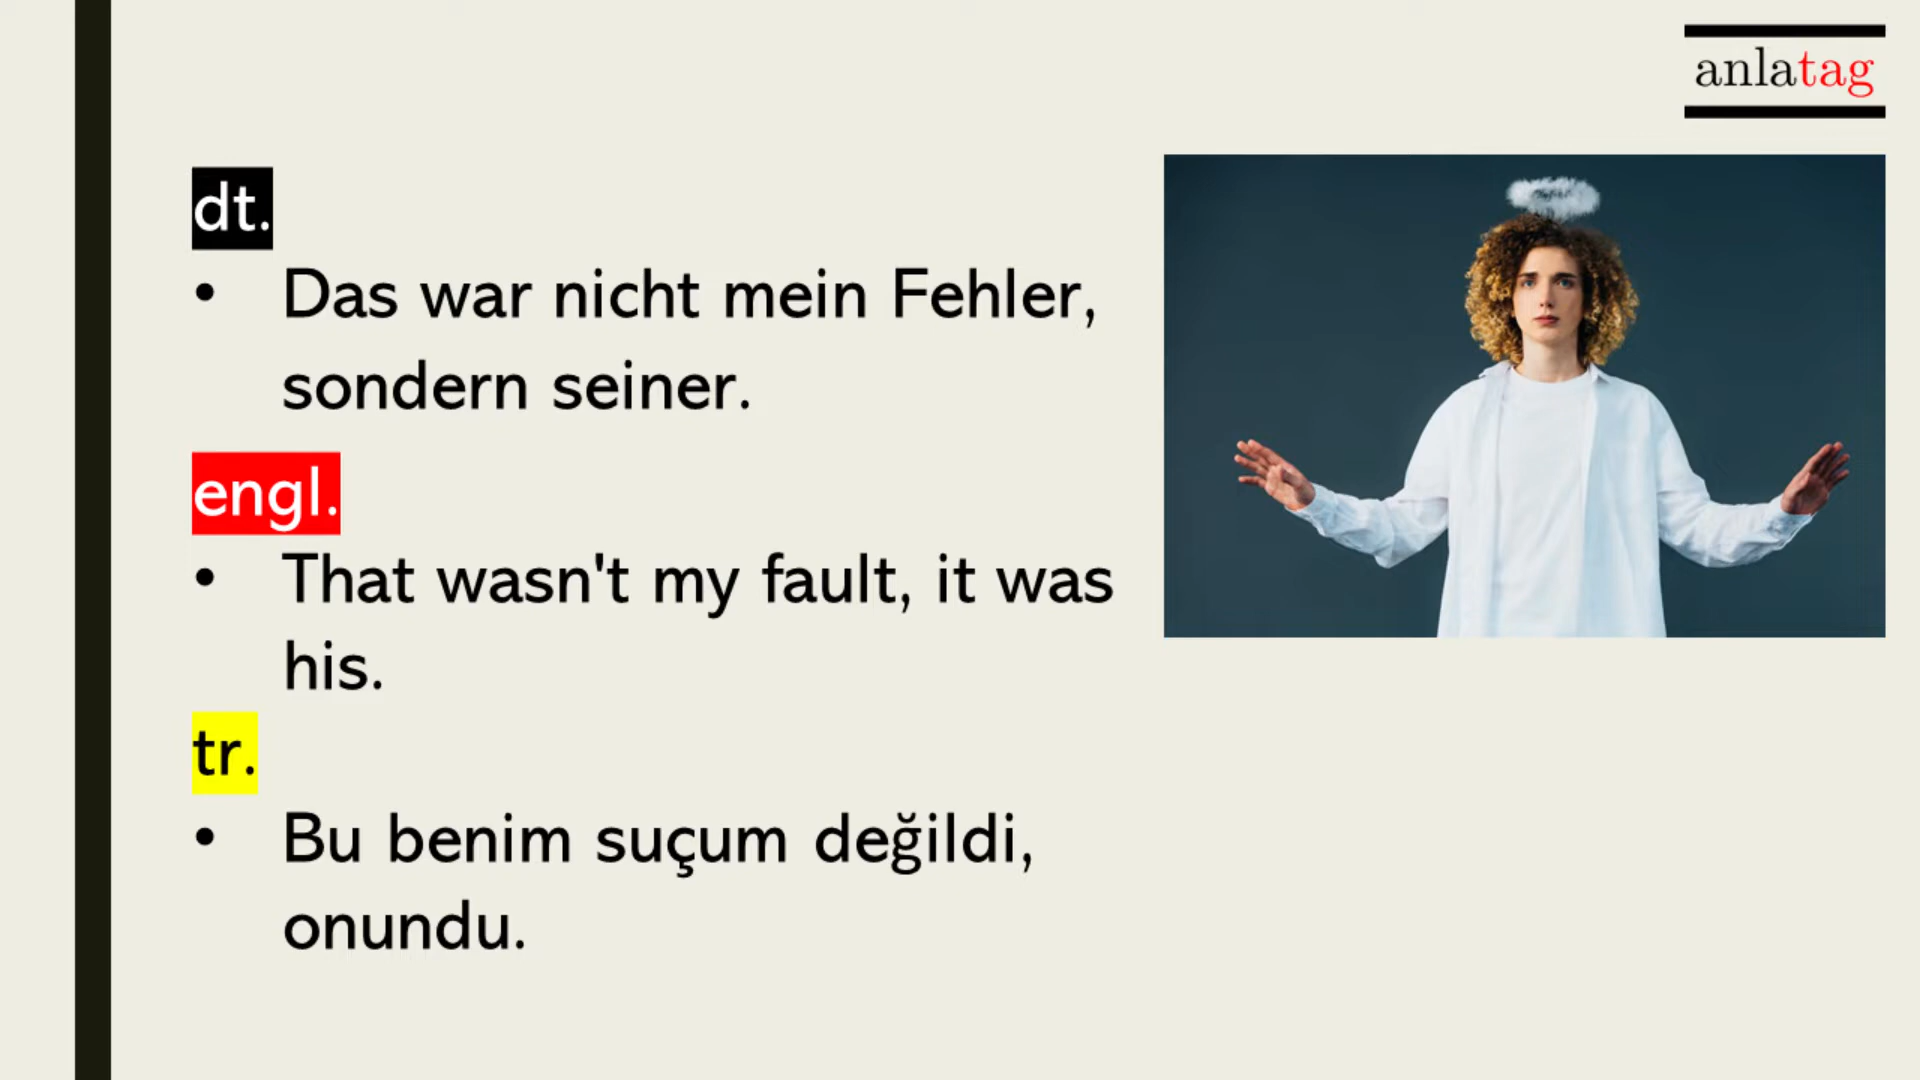 anlatag
dt.
• Das war nicht mein Fehler,
sondern seiner.
engl.
• That wasn't my fault, it was
his.
tr.
• Bu benim suçum değildi,
onundu.